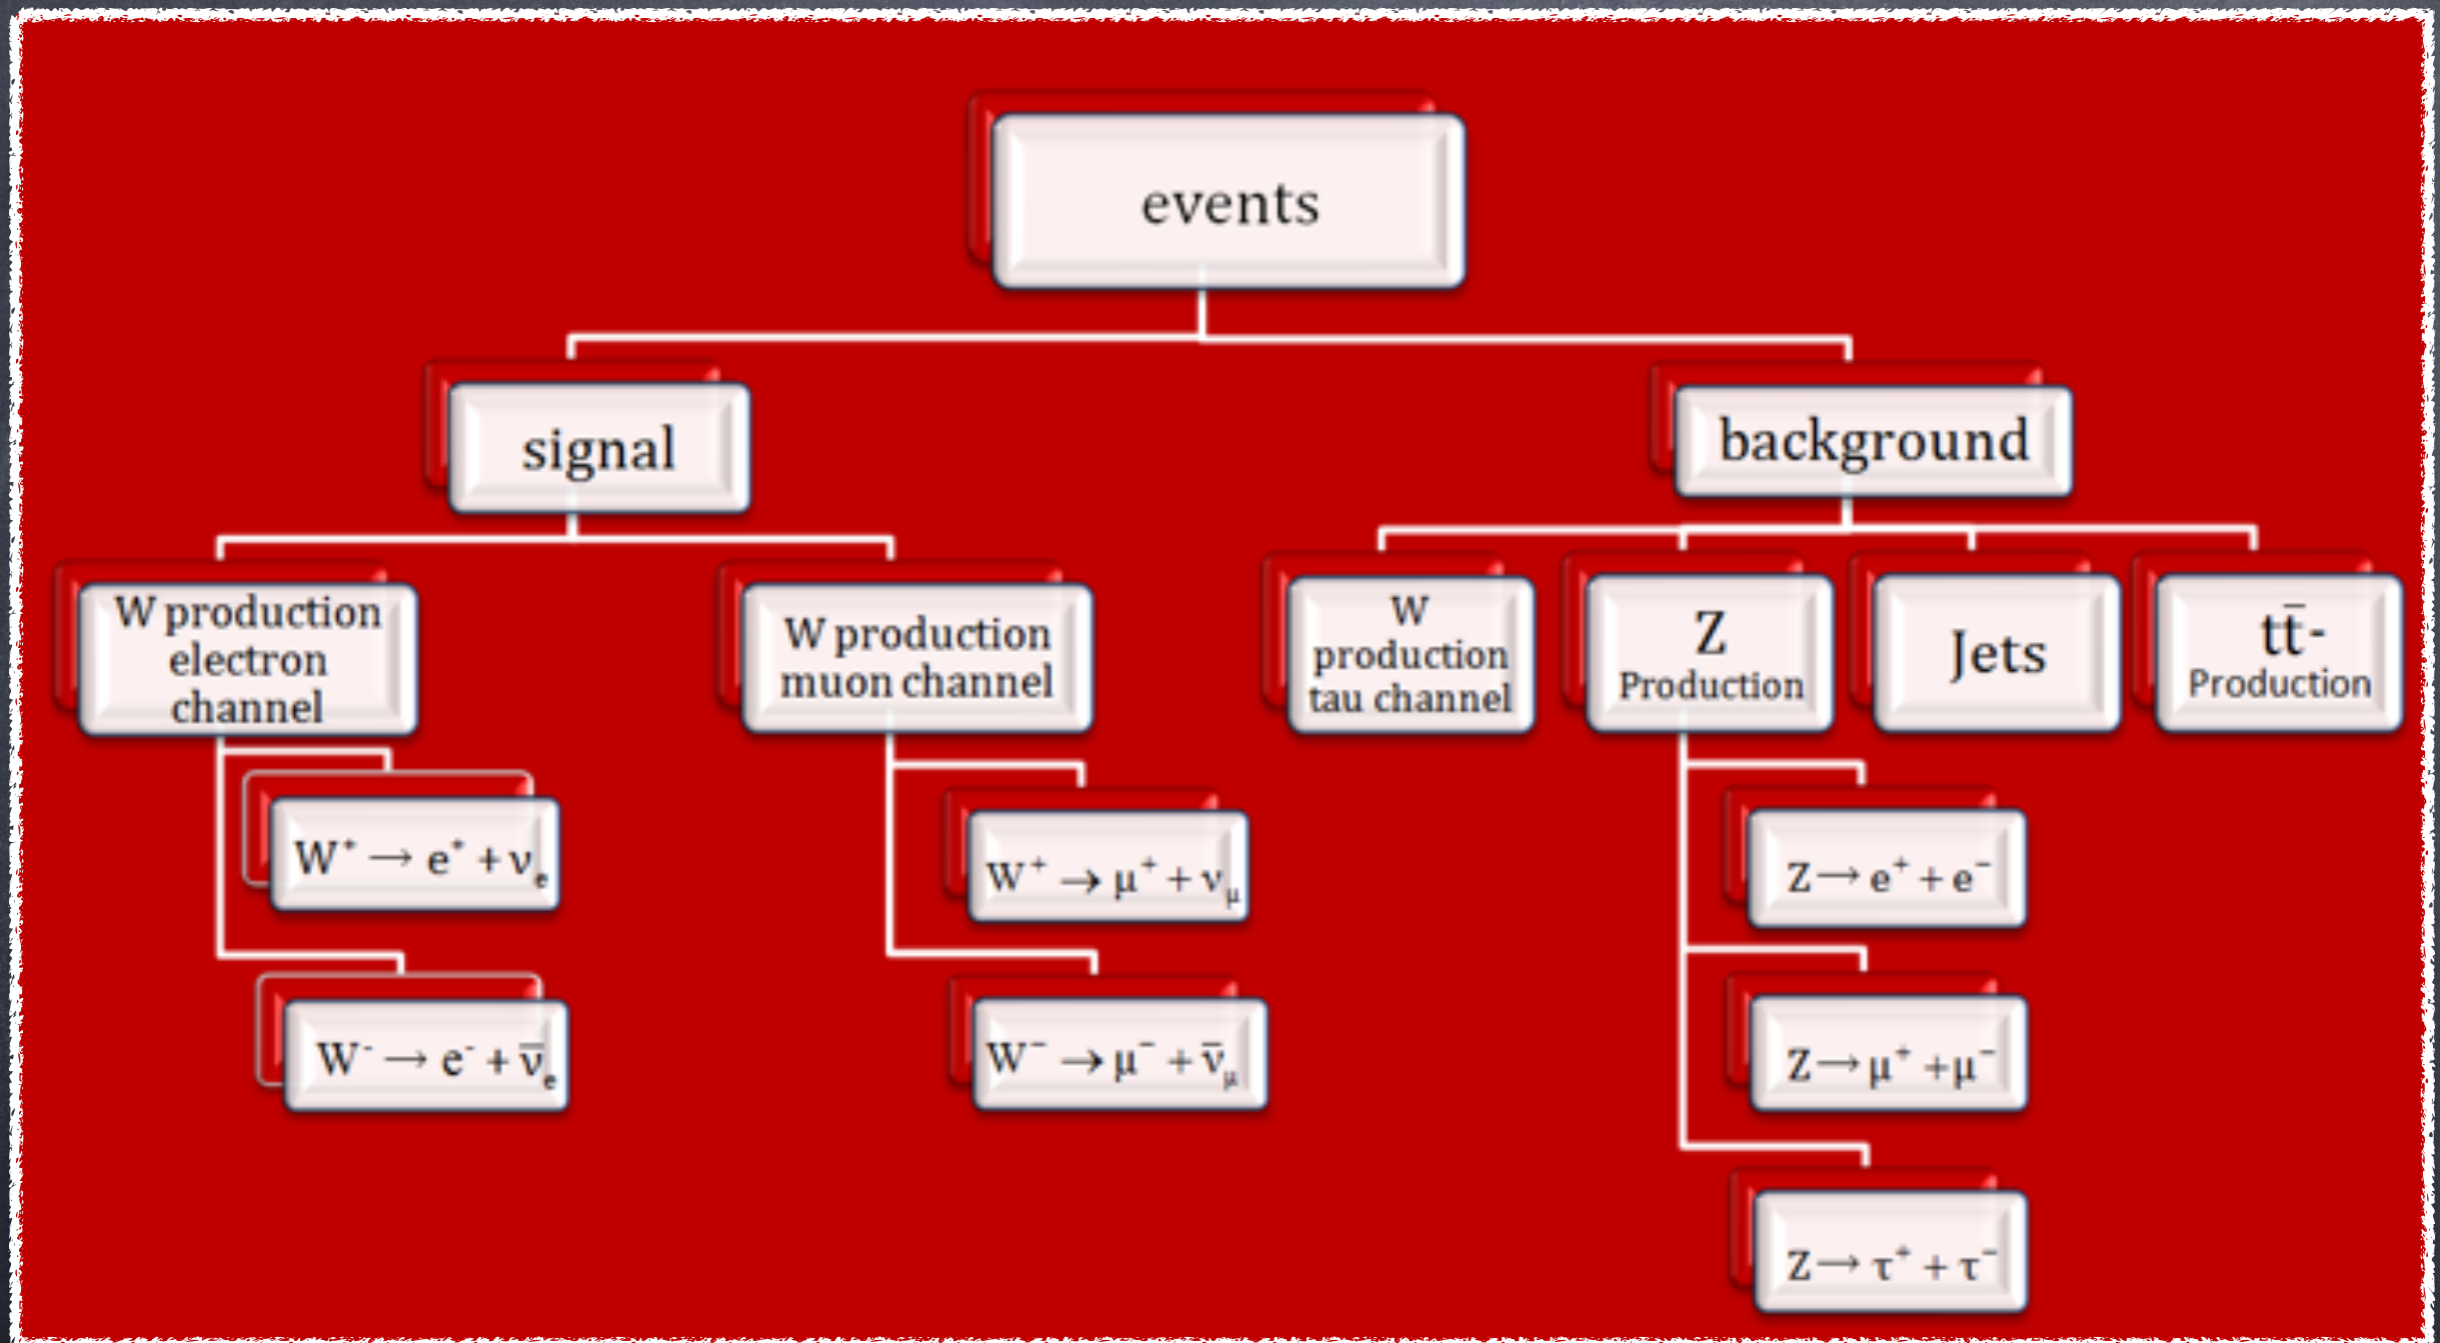 events
signal
background
W production
electron
channel
W production
muon channel
W
production
tau channel
Z
Production
Jets
tt̄-
Production
W⁺ → e⁺ + νₑ
W⁺ → μ⁺ + ν_μ
Z → e⁺ + e⁻
W⁻ → e⁻ + ν̄ₑ
W⁻ → μ⁻ + ν̄_μ
Z → μ⁺ + μ⁻
Z → τ⁺ + τ⁻